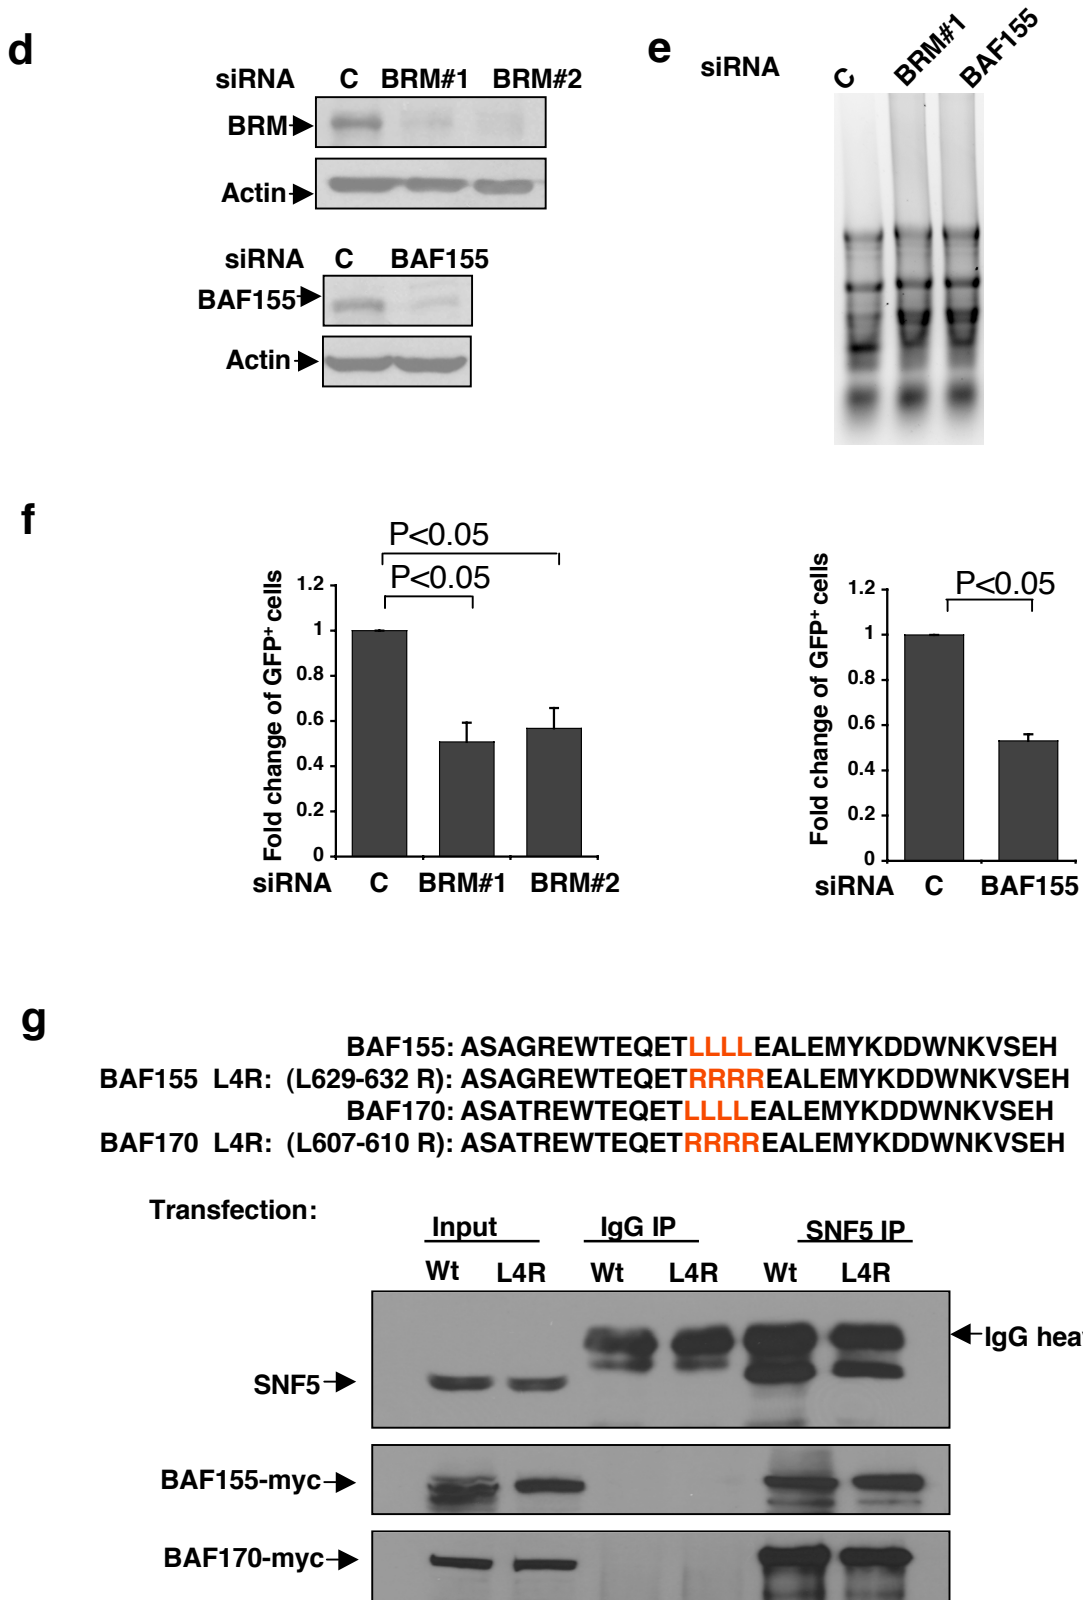 d
siRNA C BRM#1 BRM#2
BRM
Actin
siRNA C BAF155
BAF155
Actin
e
siRNA C BRM#1 BAF155
f
P<0.05
P<0.05
Fold change of GFP+ cells
1.2
1
0.8
0.6
0.4
0.2
0
siRNA C BRM#1 BRM#2
P<0.05
Fold change of GFP+ cells
1.2
1
0.8
0.6
0.4
0.2
0
siRNA C BAF155
g
BAF155: ASAGREWTEQETLLLLEALEMYKDDWNKVSEH
BAF155 L4R: (L629-632 R): ASAGREWTEQETRRRREALEMYKDDWNKVSEH
BAF170: ASATREWTEQETLLLLEALEMYKDDWNKVSEH
BAF170 L4R: (L607-610 R): ASATREWTEQETRRRREALEMYKDDWNKVSEH
Transfection:
Input IgG IP SNF5 IP
Wt L4R Wt L4R Wt L4R
IgG
SNF5
BAF155-myc
BAF170-myc